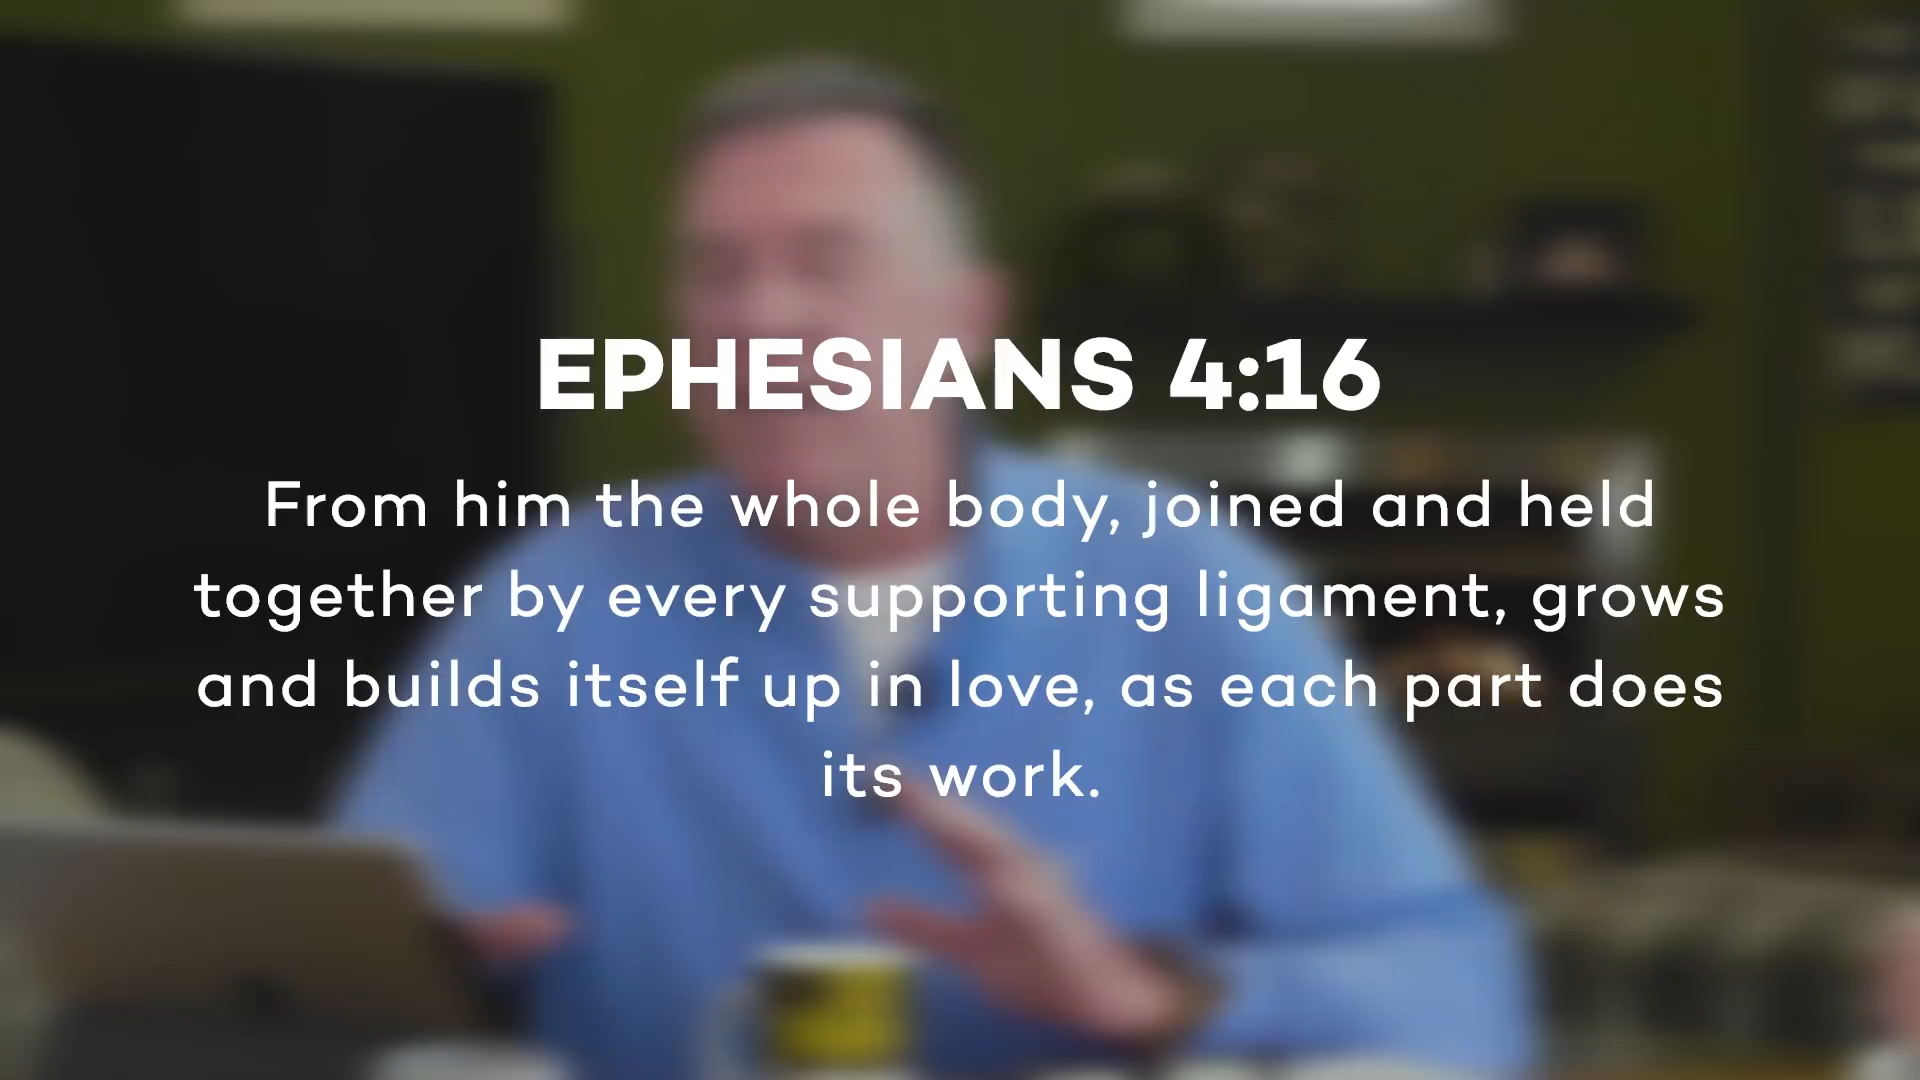 EPHESIANS 4:16
From him the whole body, joined and held
together by every supporting ligament, grows
and builds itself up in love, as each part does
its work.